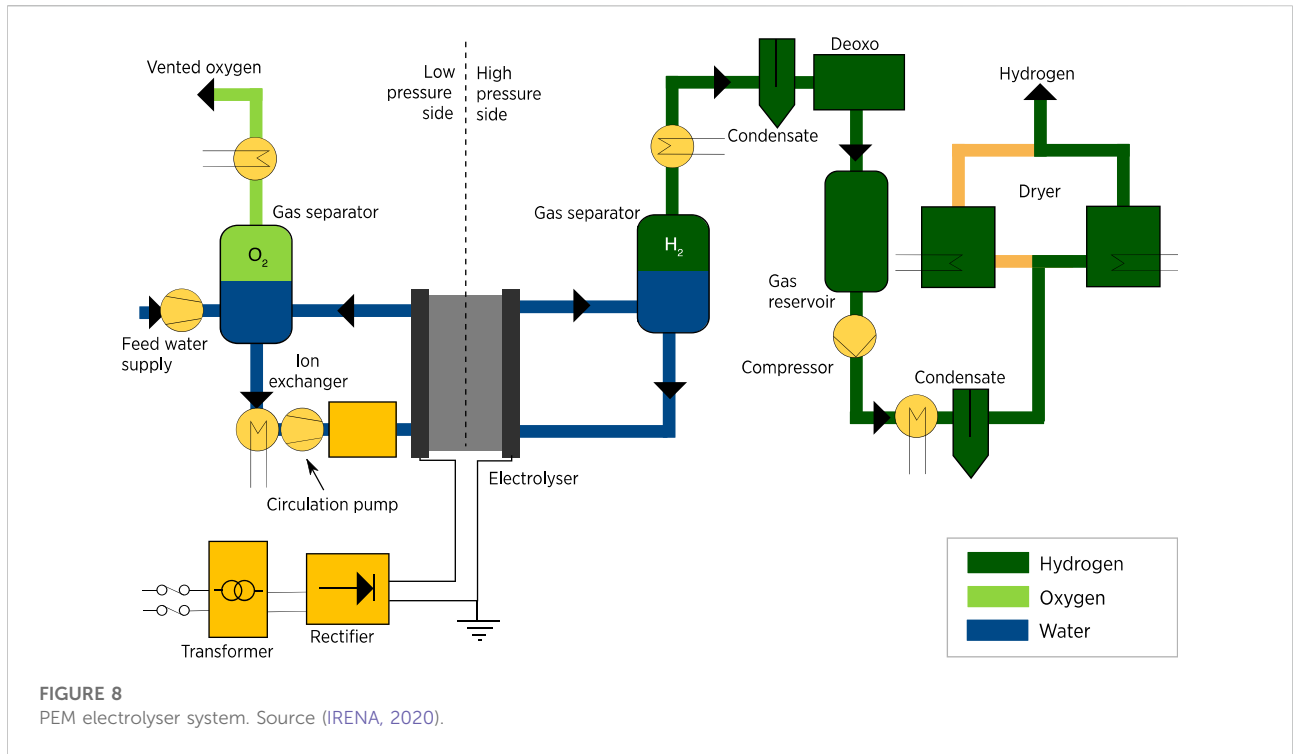 Vented oxygen
Low
pressure
side
High
pressure
side
Deoxo
Condensate
Hydrogen
Gas separator
O2
Gas separator
H2
Dryer
Gas
reservoir
Feed water
supply
Ion
exchanger
Compressor
Condensate
Circulation pump
Electrolyser
Transformer
Rectifier
Hydrogen
Oxygen
Water
FIGURE 8
PEM electrolyser system. Source (IRENA, 2020).